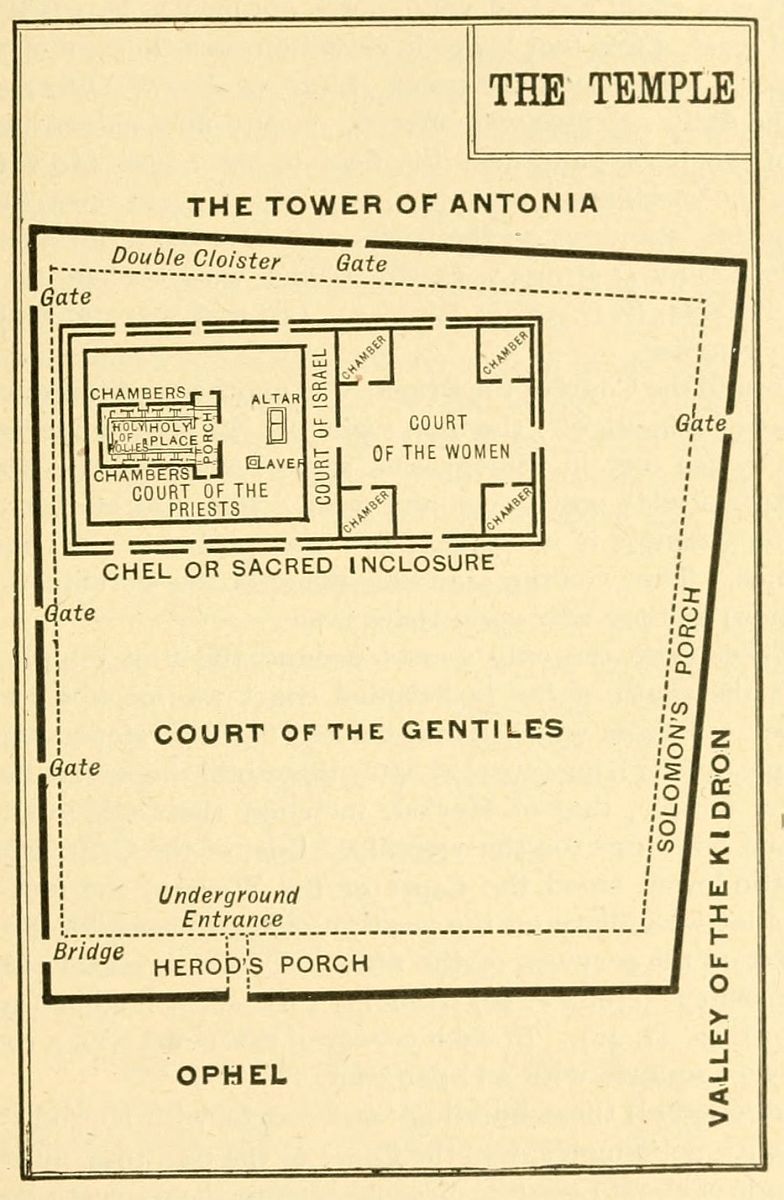 THE TEMPLE
THE TOWER OF ANTONIA
Double Cloister
Gate
Gate
CHAMBER
CHAMBER
CHAMBERS
ALTAR
COURT OF ISRAEL
Gate
COURT
OF THE WOMEN
HOLY
OF
HOLIES
HOLY
PLACE
PORCH
LAVER
CHAMBERS
COURT OF THE
PRIESTS
CHAMBER
CHAMBER
CHEL OR SACRED INCLOSURE
Gate
SOLOMON'S PORCH
COURT OF THE GENTILES
Gate
VALLEY OF THE KIDRON
Underground
Entrance
Bridge
HEROD'S PORCH
OPHEL